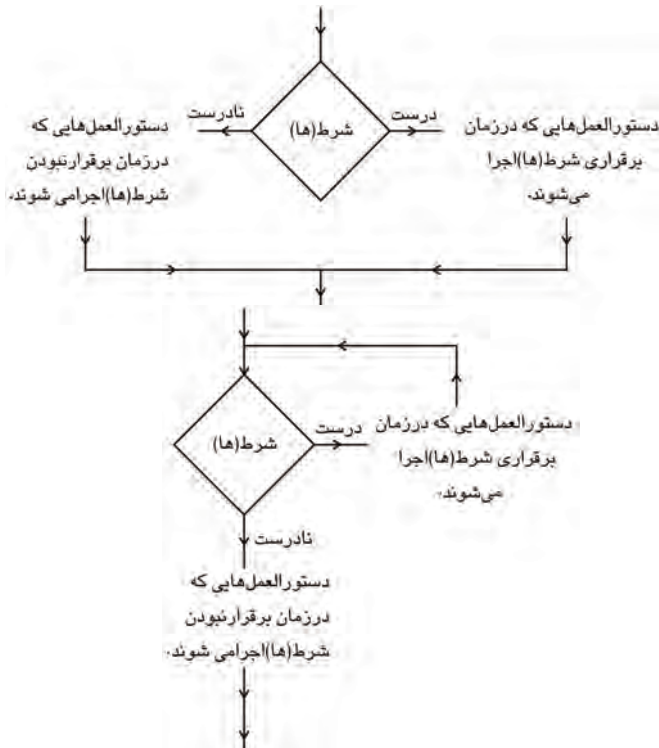 درست
شرط(ها)
نادرست
دستورالعمل‌هایی که درزمان
برقراری شرط(ها)اجرا
می‌شوند.
دستورالعمل‌هایی که
درزمان برقرارنبودن
شرط(ها)اجرامی شوند.
شرط(ها)
درست
دستورالعمل‌هایی که درزمان
برقراری شرط(ها)اجرا
می‌شوند.
نادرست
دستورالعمل‌هایی که
درزمان برقرارنبودن
شرط(ها)اجرامی شوند.